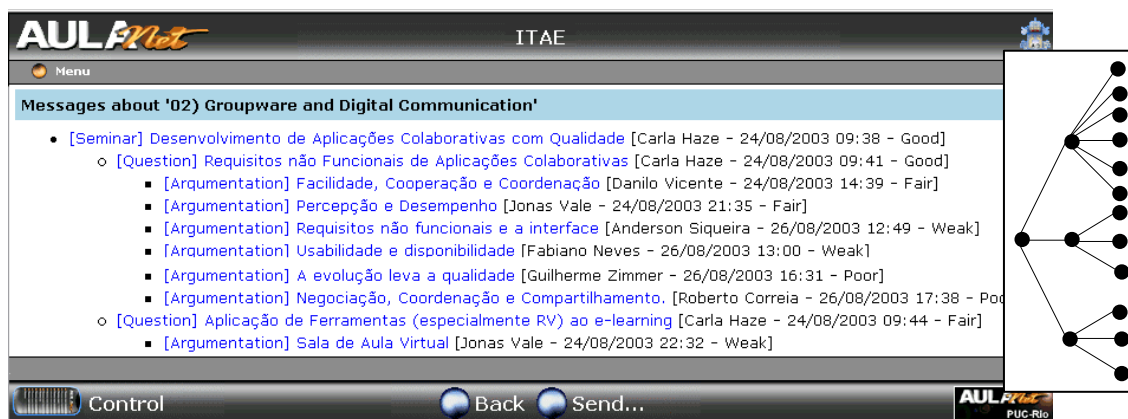 AULANet
ITAE
Menu
Messages about '02) Groupware and Digital Communication'
[Seminar] Desenvolvimento de Aplicações Colaborativas com Qualidade [Carla Haze - 24/08/2003 09:38 - Good]
[Question] Requisitos não Funcionais de Aplicações Colaborativas [Carla Haze - 24/08/2003 09:41 - Good]
[Argumentation] Facilidade, Cooperação e Coordenação [Danilo Vicente - 24/08/2003 14:39 - Fair]
[Argumentation] Percepção e Desempenho [Jonas Vale - 24/08/2003 21:35 - Fair]
[Argumentation] Requisitos não funcionais e a interface [Anderson Siqueira - 26/08/2003 12:49 - Weak]
[Argumentation] Usabilidade e disponibilidade [Fabiano Neves - 26/08/2003 13:00 - Weak]
[Argumentation] A evolução leva a qualidade [Guilherme Zimmer - 26/08/2003 16:31 - Poor]
[Argumentation] Negociação, Coordenação e Compartilhamento. [Roberto Correia - 26/08/2003 17:38 -
[Question] Aplicação de Ferramentas (especialmente RV) ao e-learning [Carla Haze - 24/08/2003 09:44 - Fair]
[Argumentation] Sala de Aula Virtual [Jonas Vale - 24/08/2003 22:32 - Weak]
Control
Back
Send...
AULANet
PUC-Rio